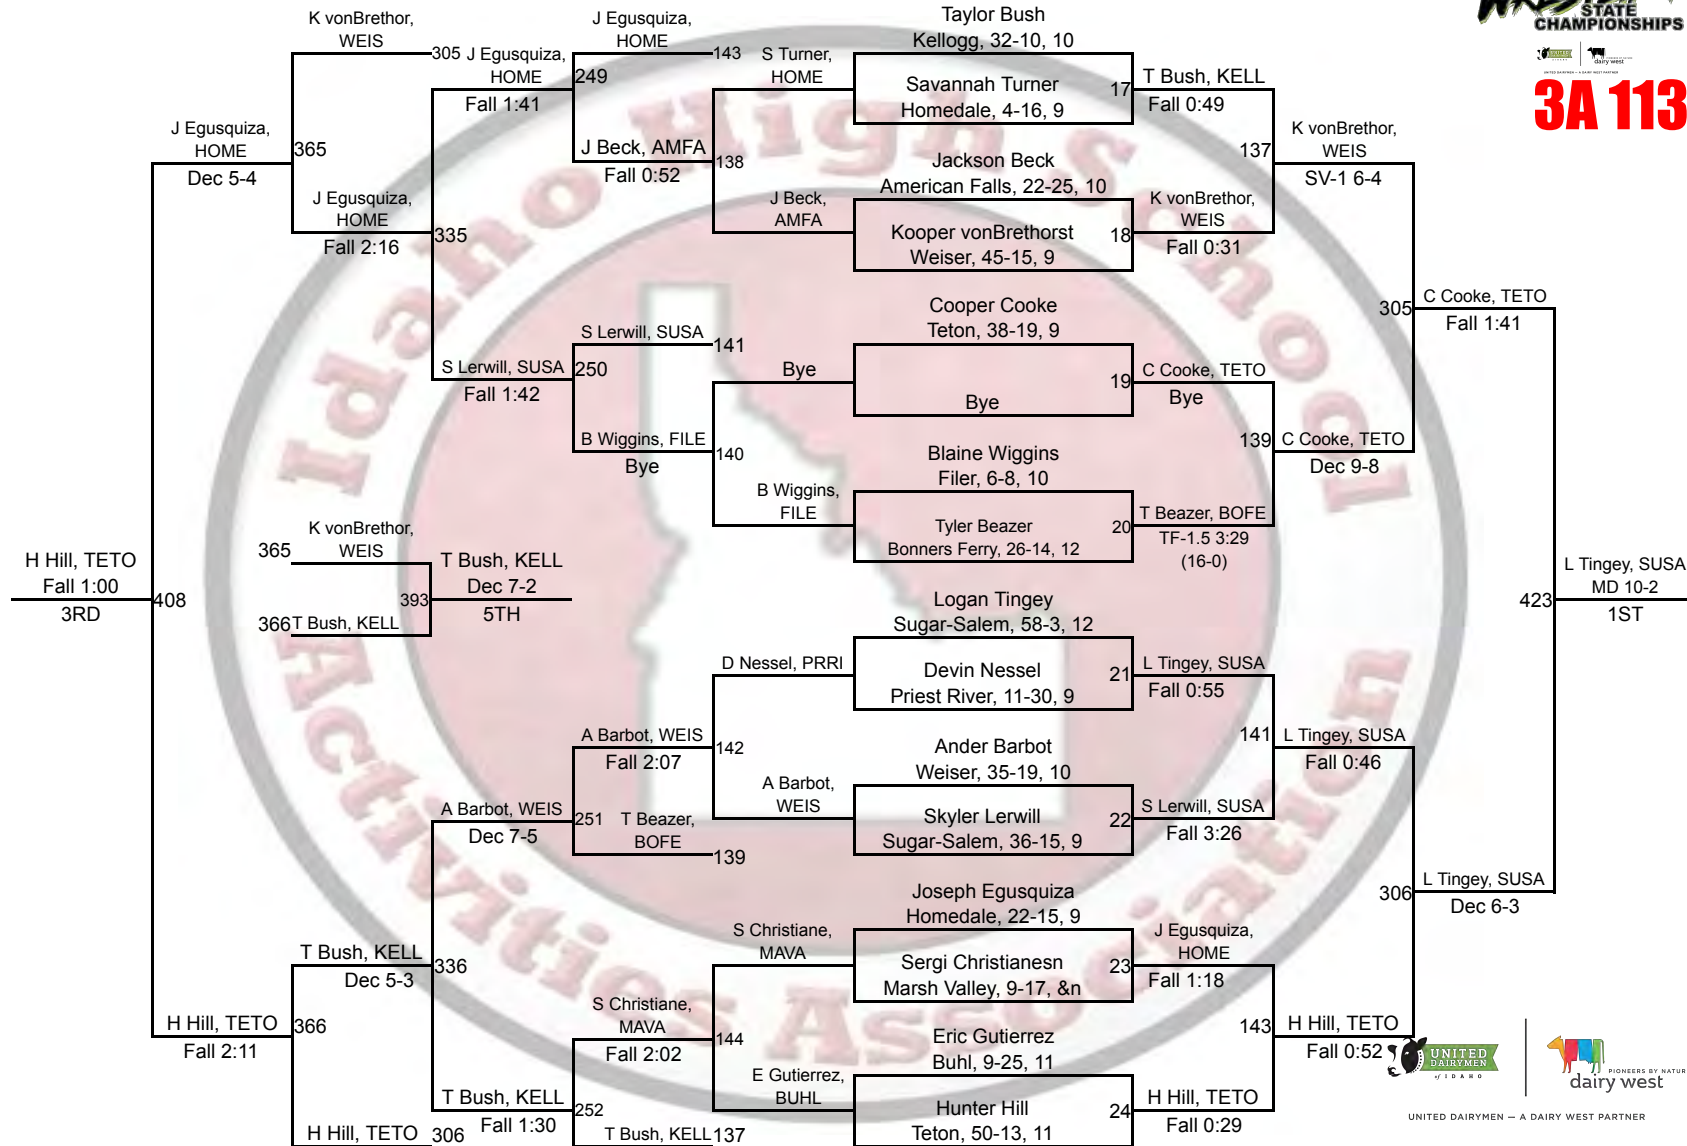 K vonBrethor,
WEIS
305
J Egusquiza,
HOME
Fall 1:41
J Egusquiza,
HOME
143
249
S Turner,
HOME
Taylor Bush
Kellogg, 32-10, 10
Savannah Turner
Homedale, 4-16, 9
17
T Bush, KELL
Fall 0:49
STATE
CHAMPIONSHIPS
dairy west
UNITED DAIRYMEN — A DAIRY WEST PARTNER
3A 113
J Egusquiza,
HOME
Dec 5-4
365
J Egusquiza,
HOME
Fall 2:16
335
J Beck, AMFA
Fall 0:52
138
J Beck,
AMFA
Jackson Beck
American Falls, 22-25, 10
Kooper vonBrethorst
Weiser, 45-15, 9
18
K vonBrethor,
WEIS
Fall 0:31
137
K vonBrethor,
WEIS
SV-1 6-4
S Lerwill, SUSA
Fall 1:42
S Lerwill, SUSA
141
250
B Wiggins, FILE
Bye
140
Bye
B Wiggins,
FILE
Cooper Cooke
Teton, 38-19, 9
Bye
19
C Cooke, TETO
Bye
Blaine Wiggins
Filer, 6-8, 10
Tyler Beazer
Bonners Ferry, 26-14, 12
20
T Beazer, BOFE
TF-1.5 3:29
(16-0)
139
C Cooke, TETO
Dec 9-8
305
C Cooke, TETO
Fall 1:41
H Hill, TETO
Fall 1:00
3RD
408
365
K vonBrethor,
WEIS
366
T Bush, KELL
393
T Bush, KELL
Dec 7-2
5TH
423
L Tingey, SUSA
MD 10-2
1ST
D Nessel, PRRI
Logan Tingey
Sugar-Salem, 58-3, 12
Devin Nessel
Priest River, 11-30, 9
21
L Tingey, SUSA
Fall 0:55
A Barbot, WEIS
Fall 2:07
142
A Barbot,
WEIS
Ander Barbot
Weiser, 35-19, 10
Skyler Lerwill
Sugar-Salem, 36-15, 9
22
S Lerwill, SUSA
Fall 3:26
141
L Tingey, SUSA
Fall 0:46
A Barbot, WEIS
Dec 7-5
251
T Beazer,
BOFE
139
306
L Tingey, SUSA
Dec 6-3
T Bush, KELL
Dec 5-3
336
S Christiane,
MAVA
Joseph Egusquiza
Homedale, 22-15, 9
Sergi Christianesn
Marsh Valley, 9-17, &n
23
J Egusquiza,
HOME
Fall 1:18
H Hill, TETO
Fall 2:11
366
S Christiane,
MAVA
Fall 2:02
144
E Gutierrez,
BUHL
Eric Gutierrez
Buhl, 9-25, 11
Hunter Hill
Teton, 50-13, 11
24
H Hill, TETO
Fall 0:29
143
H Hill, TETO
Fall 0:52
T Bush, KELL
Fall 1:30
252
T Bush, KELL
137
H Hill, TETO
306
UNITED
DAIRYMEN
of IDAHO
PIONEERS BY NATUR
dairy west
UNITED DAIRYMEN — A DAIRY WEST PARTNER
Idaho High School
Activities Association